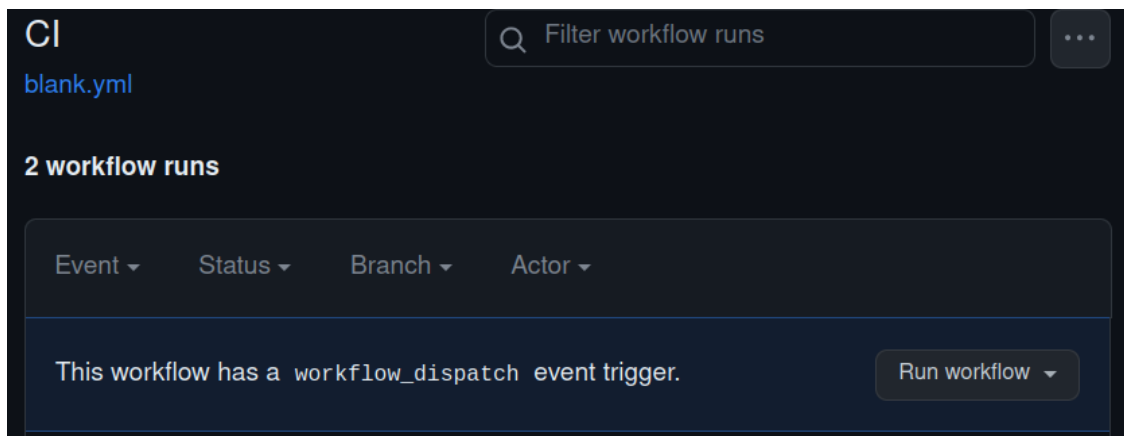 CI
Filter workflow runs
blank.yml
2 workflow runs
Event Status Branch Actor
This workflow has a workflow_dispatch event trigger. Run workflow